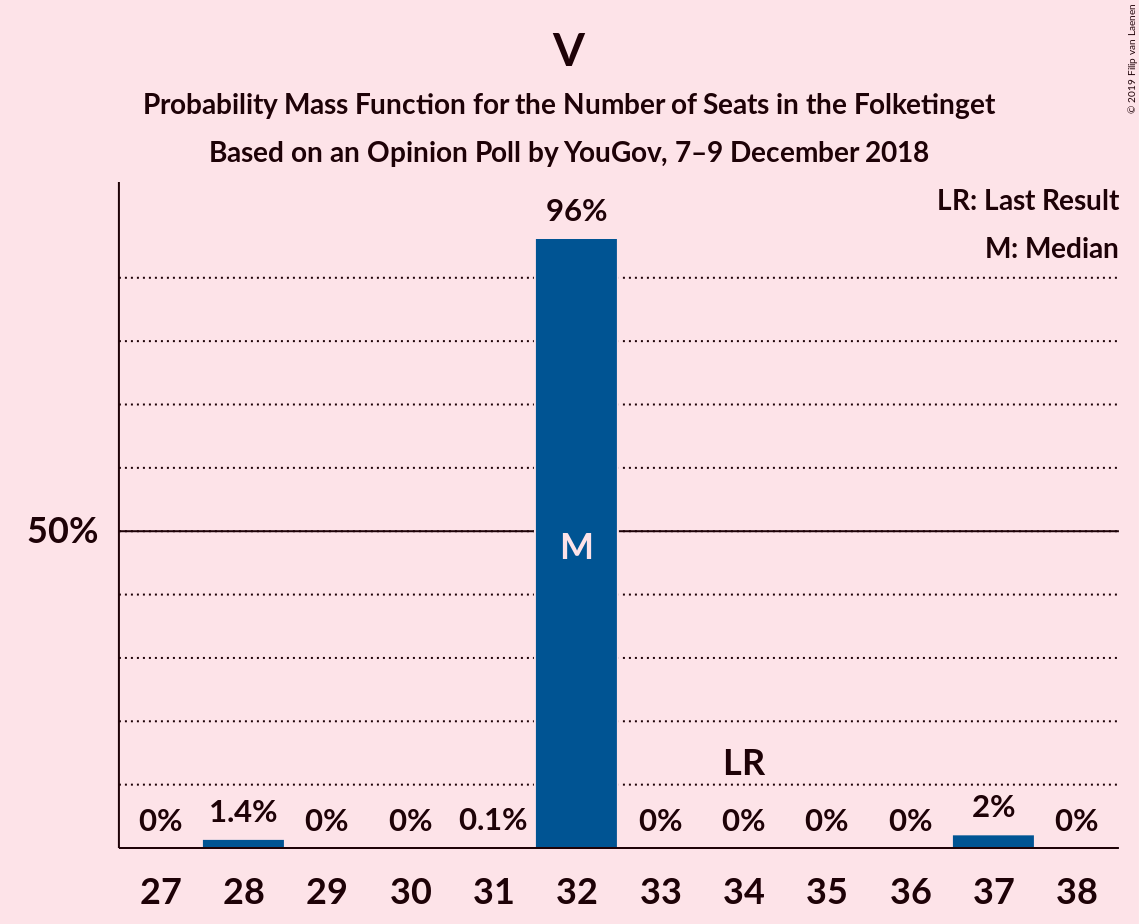 V
Probability Mass Function for the Number of Seats in the Folketinget
Based on an Opinion Poll by YouGov, 7–9 December 2018
© 2019 Filip van Laenen
LR: Last Result
M: Median
96%
50%
M
LR
0% 1.4% 0% 0% 0.1% 0% 0% 0% 0% 2% 0%
27 28 29 30 31 32 33 34 35 36 37 38